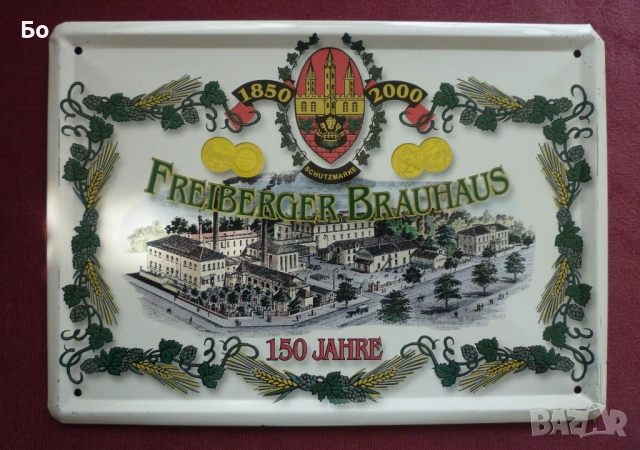 Бо
1850 2000
SCHUTZMARKE
FREIBERGER BRAUHAUS
150 JAHRE
BAZAR